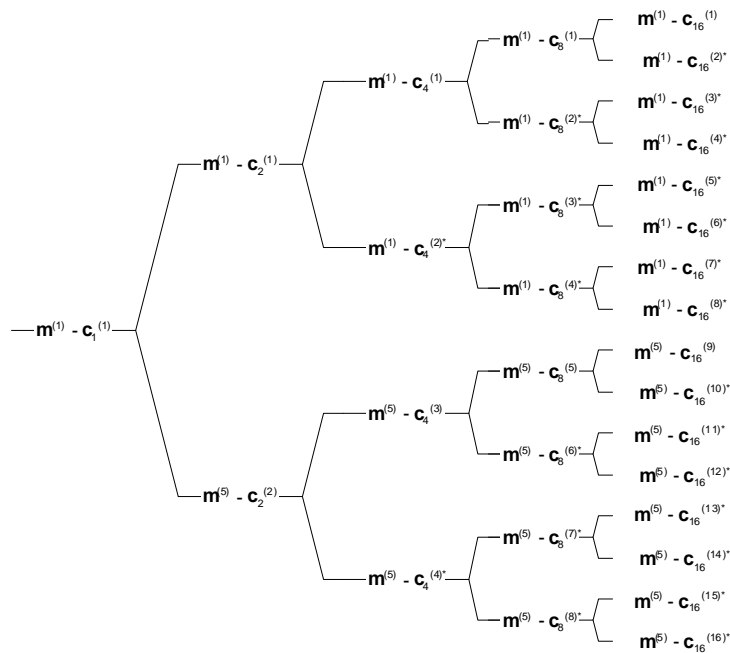 m(1) - c16(1)
m(1) - c8(1)
m(1) - c16(2)*
m(1) - c4(1)
m(1) - c16(3)*
m(1) - c8(2)*
m(1) - c16(4)*
m(1) - c2(1)
m(1) - c16(5)*
m(1) - c8(3)*
m(1) - c16(6)*
m(1) - c4(2)*
m(1) - c16(7)*
m(1) - c8(4)*
m(1) - c16(8)*
m(1) - c1(1)
m(5) - c16(9)
m(5) - c8(5)
m(5) - c16(10)*
m(5) - c4(3)
m(5) - c16(11)*
m(5) - c8(6)*
m(5) - c16(12)*
m(5) - c2(2)
m(5) - c16(13)*
m(5) - c8(7)*
m(5) - c16(14)*
m(5) - c4(4)*
m(5) - c16(15)*
m(5) - c8(8)*
m(5) - c16(16)*